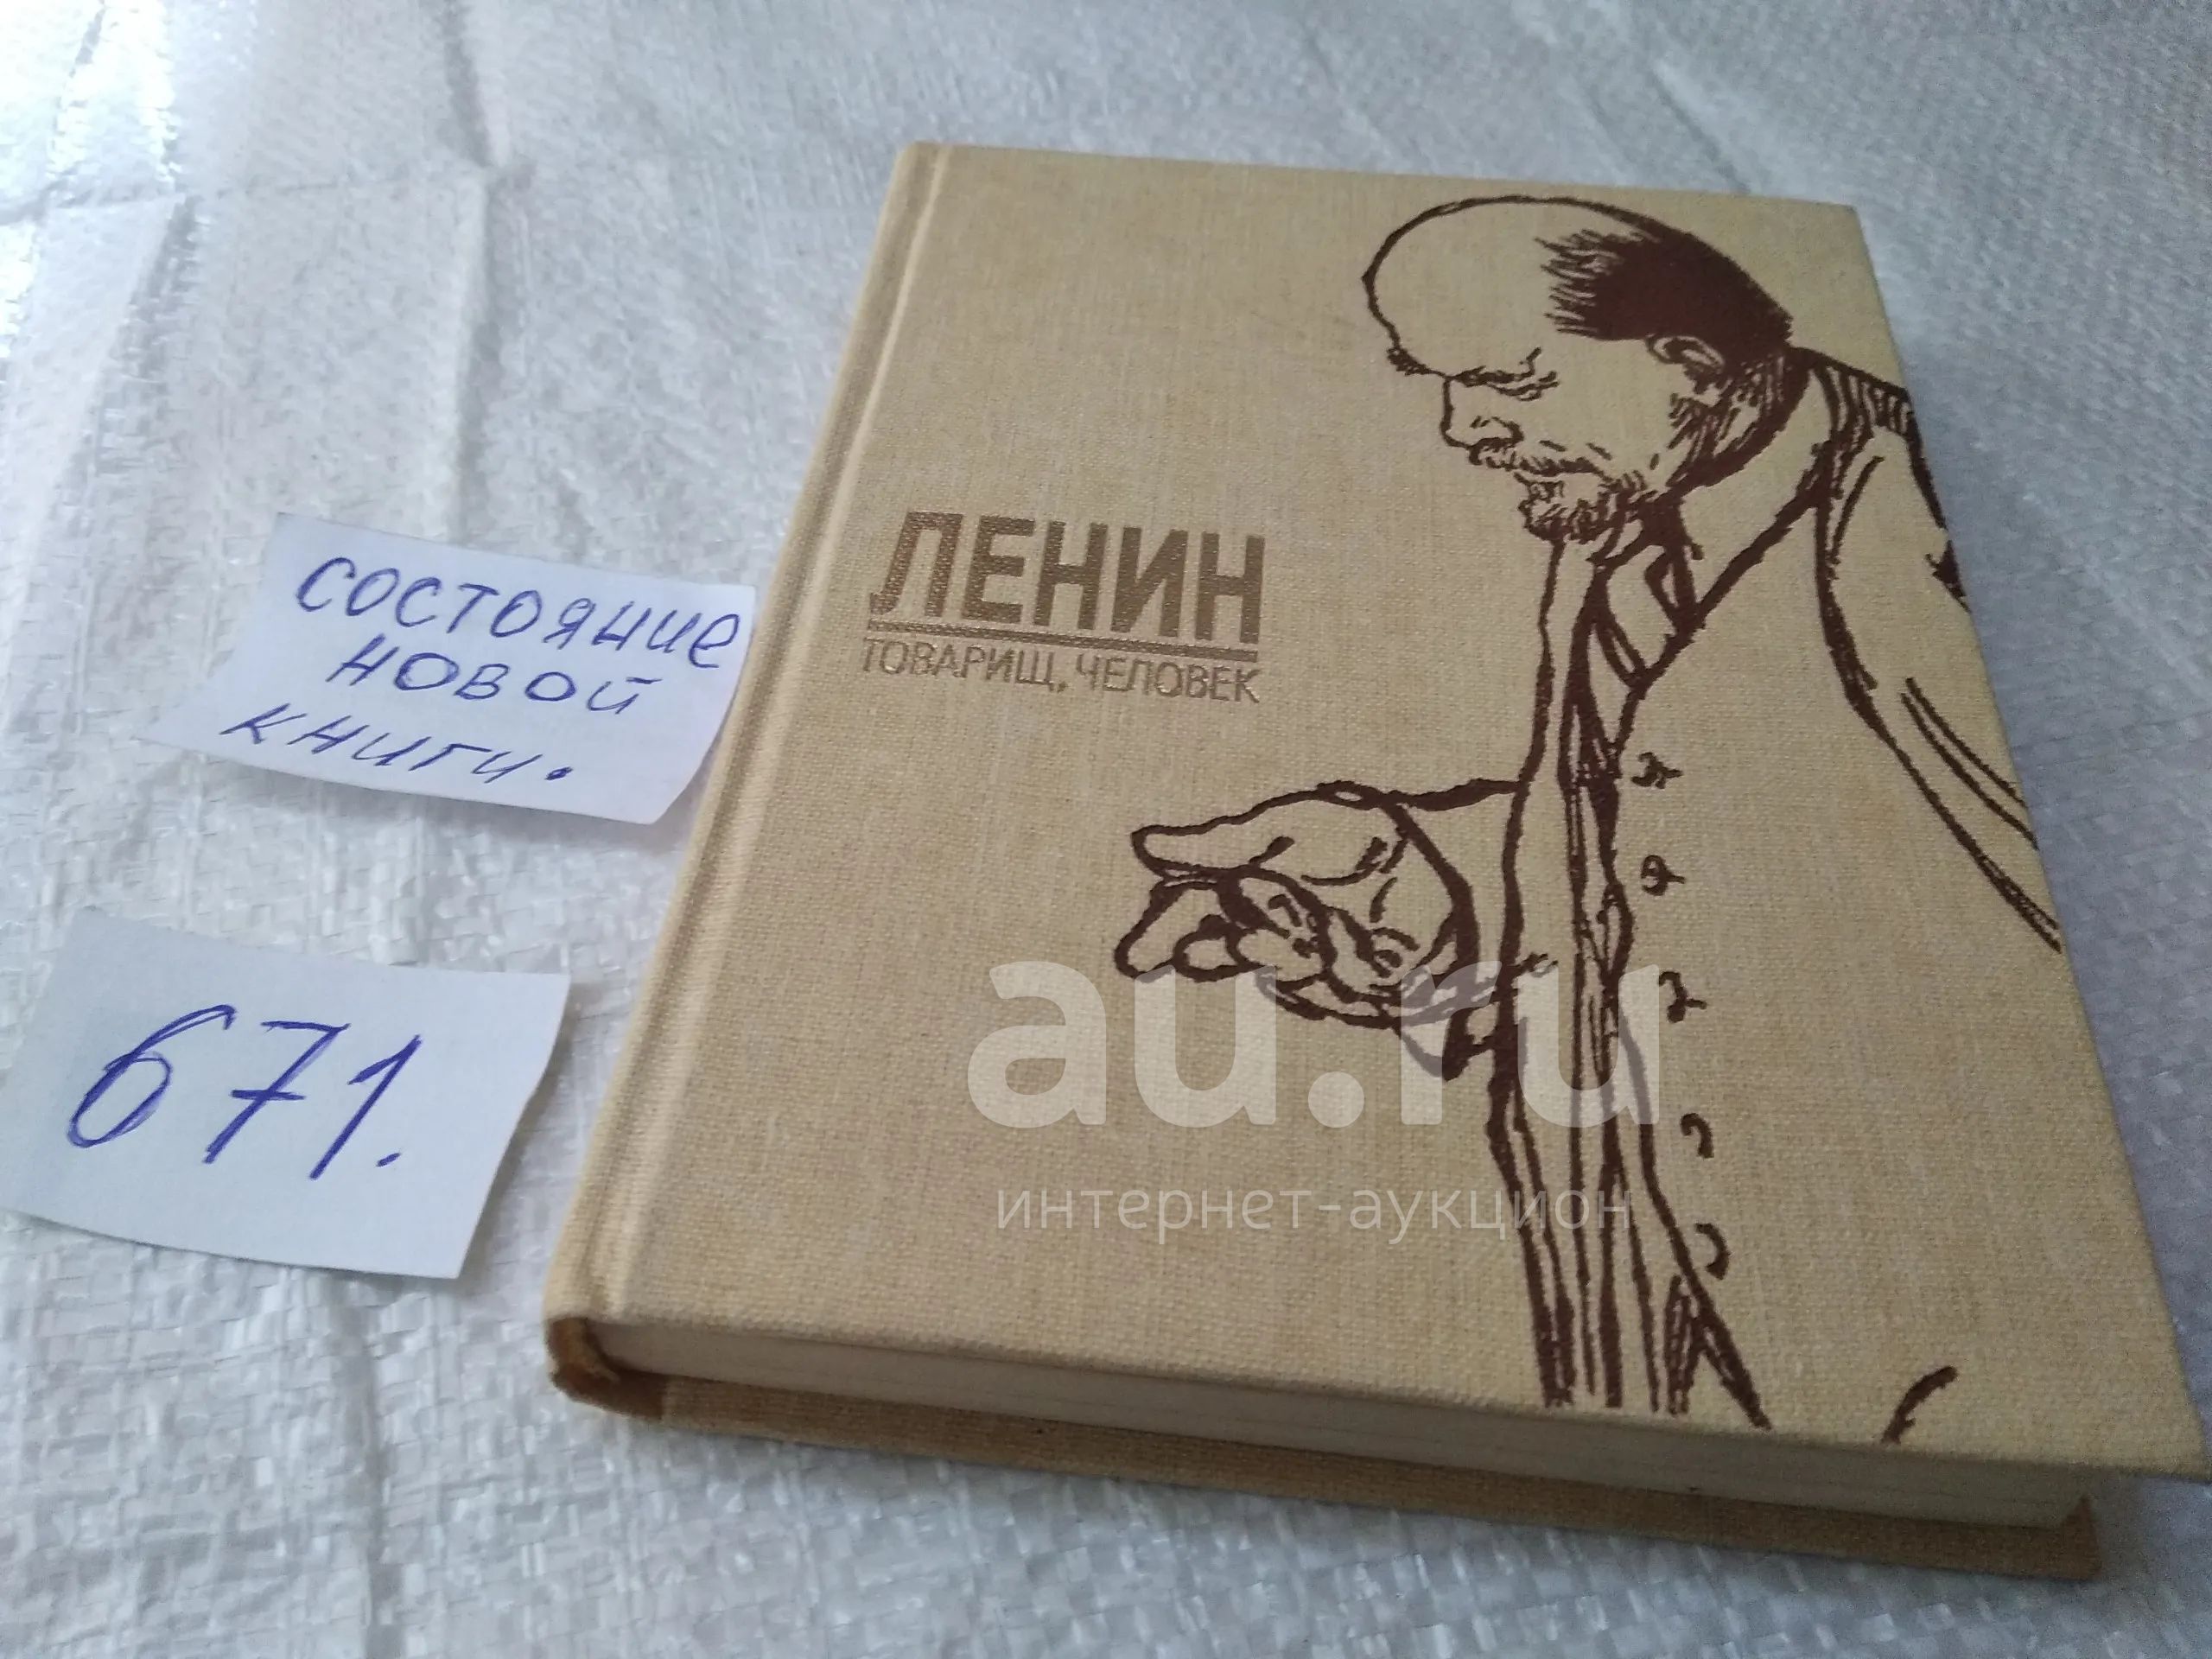 СОСТОЯНИЕ
НОВОЙ
КНИГИ.
671.
ЛЕНИН
ТОВАРИЩ, ЧЕЛОВЕК
au.ru
интернет-аукцион